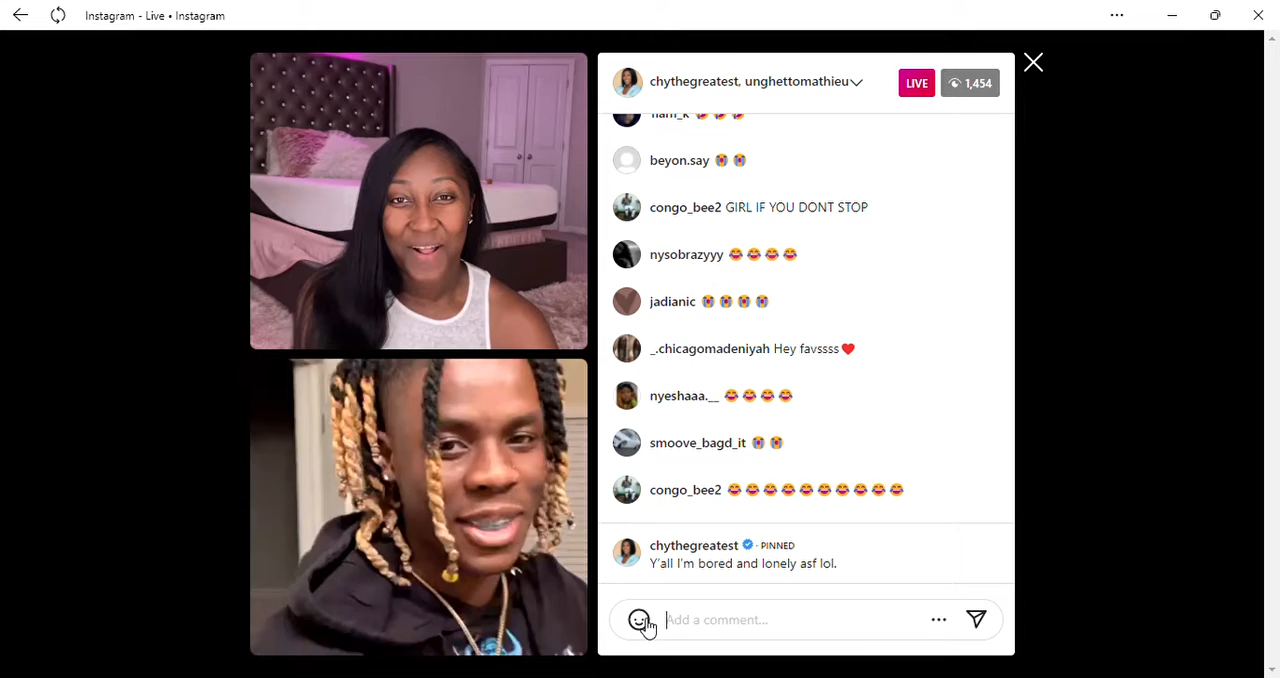 Instagram - Live • Instagram
chythegreatest, unghettomathieu
LIVE
1,454
beyon.say 😭 😭
congo_bee2 GIRL IF YOU DONT STOP
nysobrazyyy 😂 😂 😂 😂
jadianic 😭 😭 😭 😭
_.chicagomadeniyah Hey favssss❤️
nyeshaaa.__ 😂 😂 😂 😂
smoove_bagd_it 😭 😭
congo_bee2 😂 😂 😂 😂 😂 😂 😂 😂 😂 😂
chythegreatest · PINNED
Y'all I'm bored and lonely asf lol.
Add a comment...